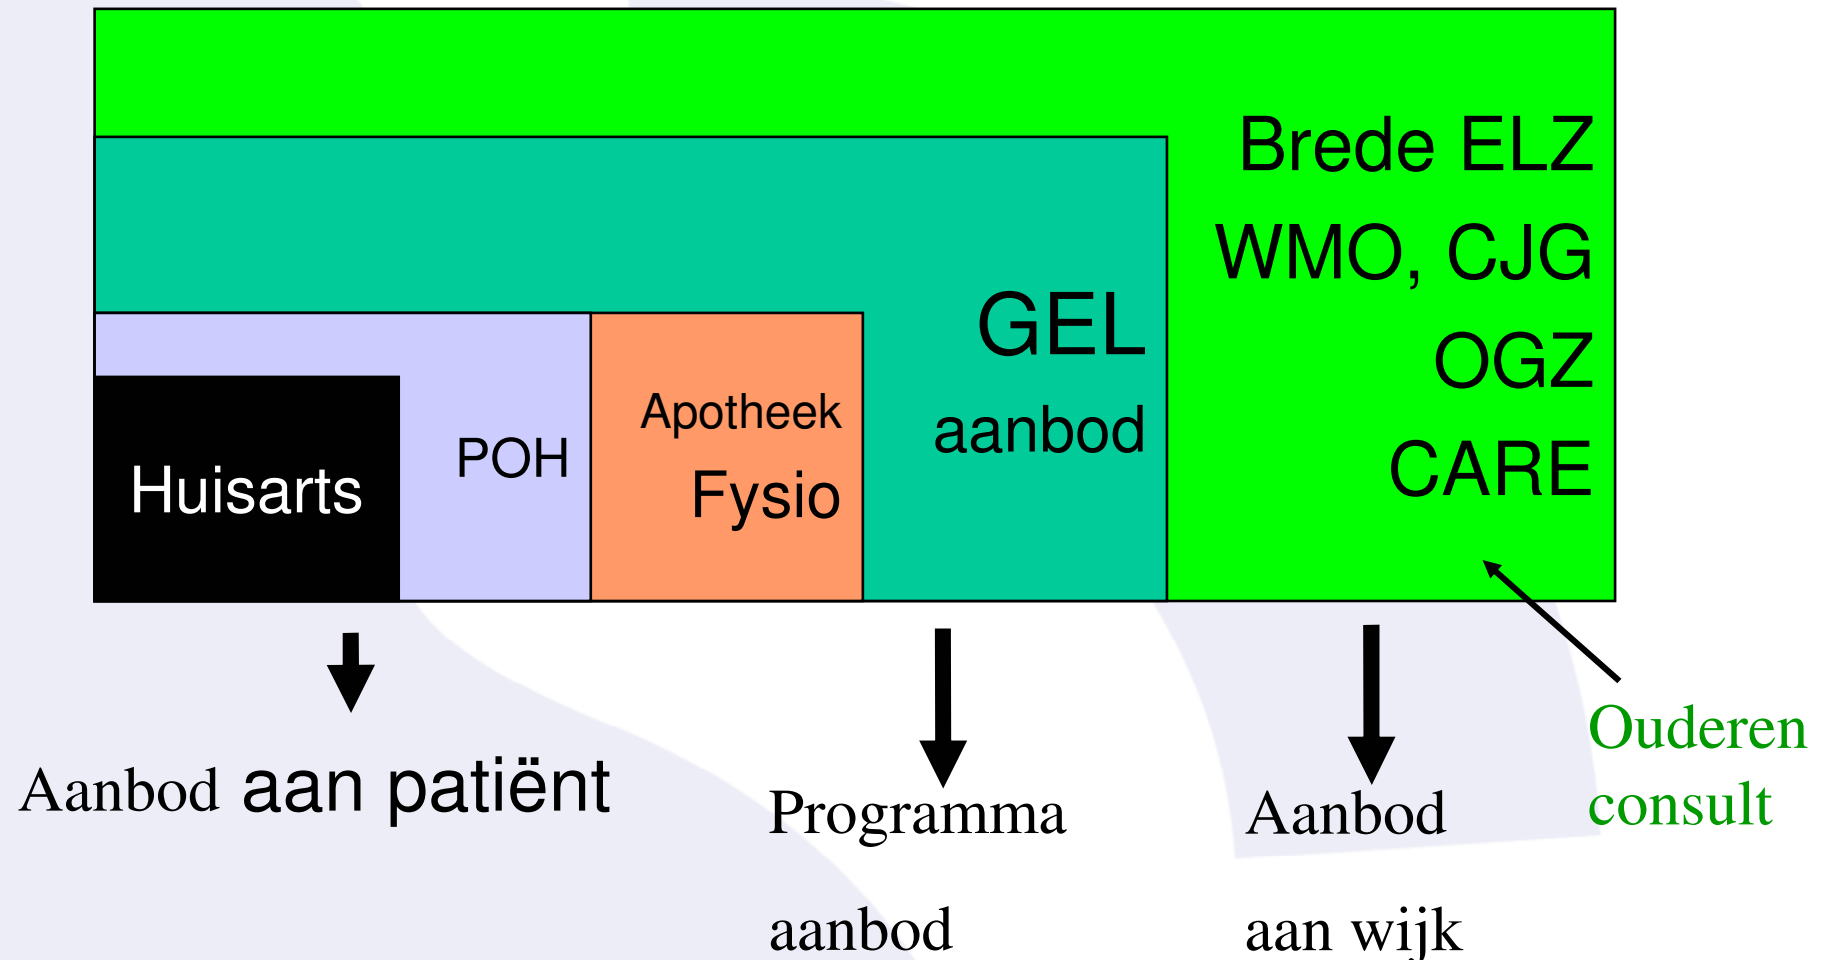 Brede ELZ
WMO, CJG
OGZ
CARE
GEL
aanbod
Apotheek
Fysio
POH
Huisarts
Aanbod aan patiënt
Programma
aanbod
Aanbod
aan wijk
Ouderen
consult